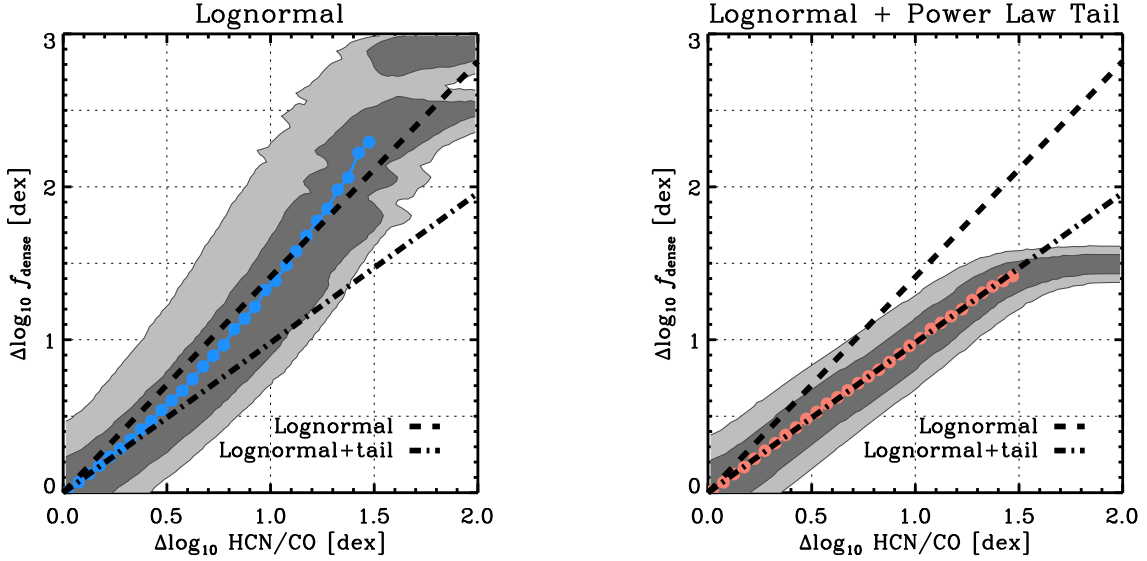 Lognormal
3
2
1
0
Δlog₁₀ f_dense [dex]
Lognormal
Lognormal+tail
0.0 0.5 1.0 1.5 2.0
Δlog₁₀ HCN/CO [dex]
Lognormal + Power Law Tail
3
2
1
0
Δlog₁₀ f_dense [dex]
Lognormal
Lognormal+tail
0.0 0.5 1.0 1.5 2.0
Δlog₁₀ HCN/CO [dex]